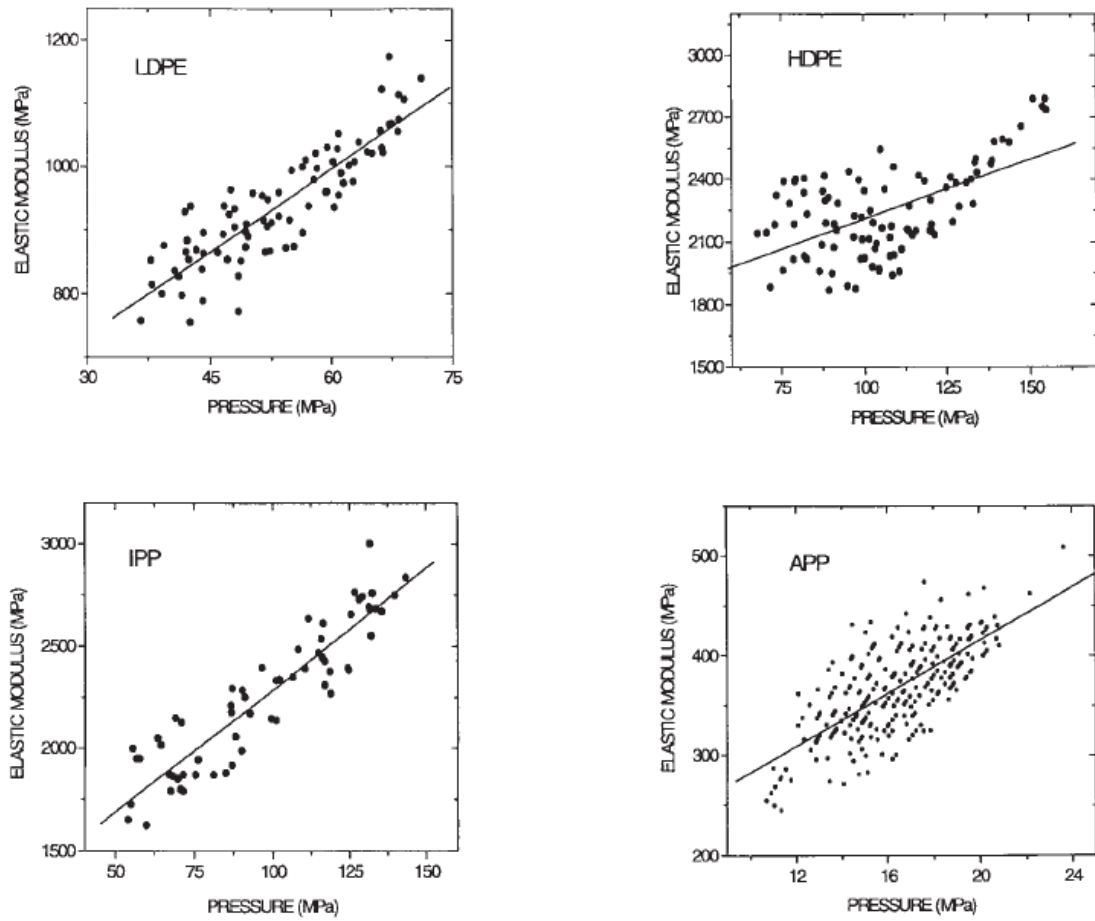 LDPE
ELASTIC MODULUS (MPa)
1200
1000
800
30
45
60
75
PRESSURE (MPa)
HDPE
ELASTIC MODULUS (MPa)
3000
2700
2400
2100
1800
1500
75
100
125
150
PRESSURE (MPa)
IPP
ELASTIC MODULUS (MPa)
3000
2500
2000
1500
50
75
100
125
150
PRESSURE (MPa)
APP
ELASTIC MODULUS (MPa)
500
400
300
200
12
16
20
24
PRESSURE (MPa)